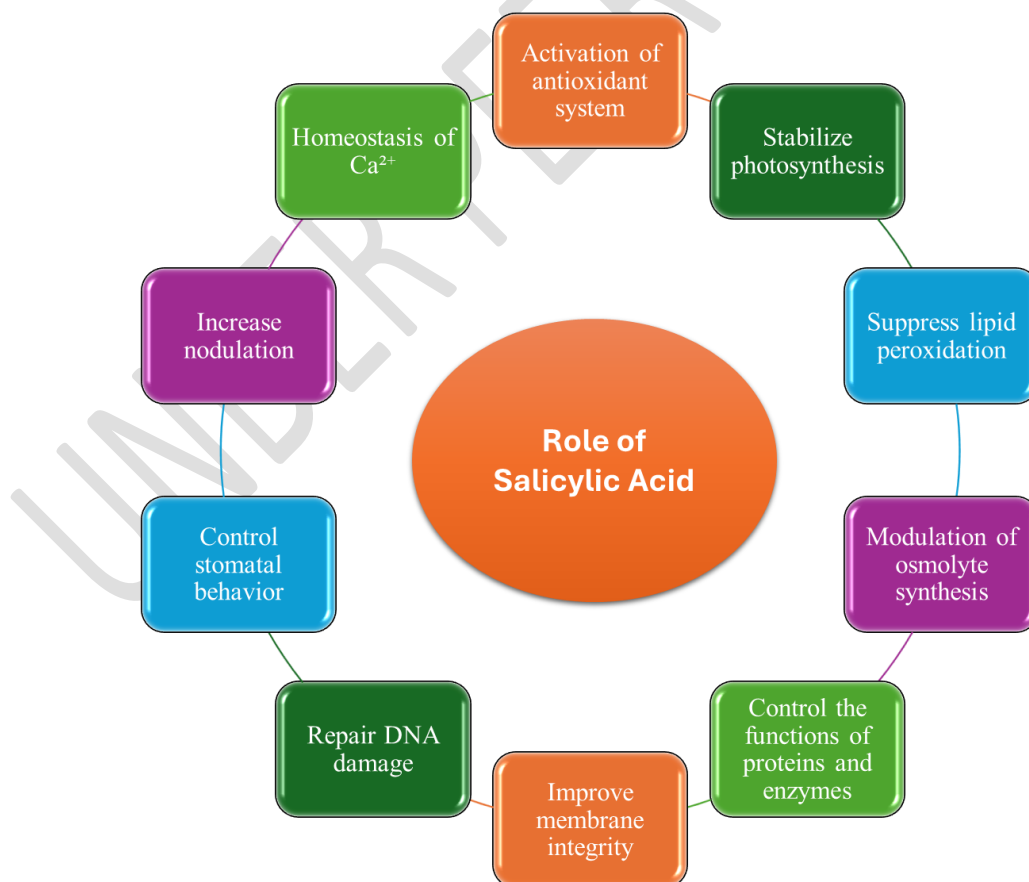 Activation of
antioxidant
system
Stabilize
photosynthesis
Suppress lipid
peroxidation
Modulation of
osmolyte
synthesis
Control the
functions of
proteins and
enzymes
Improve
membrane
integrity
Repair DNA
damage
Control
stomatal
behavior
Increase
nodulation
Homeostasis of
Ca²⁺
Role of
Salicylic Acid
UNDER PE